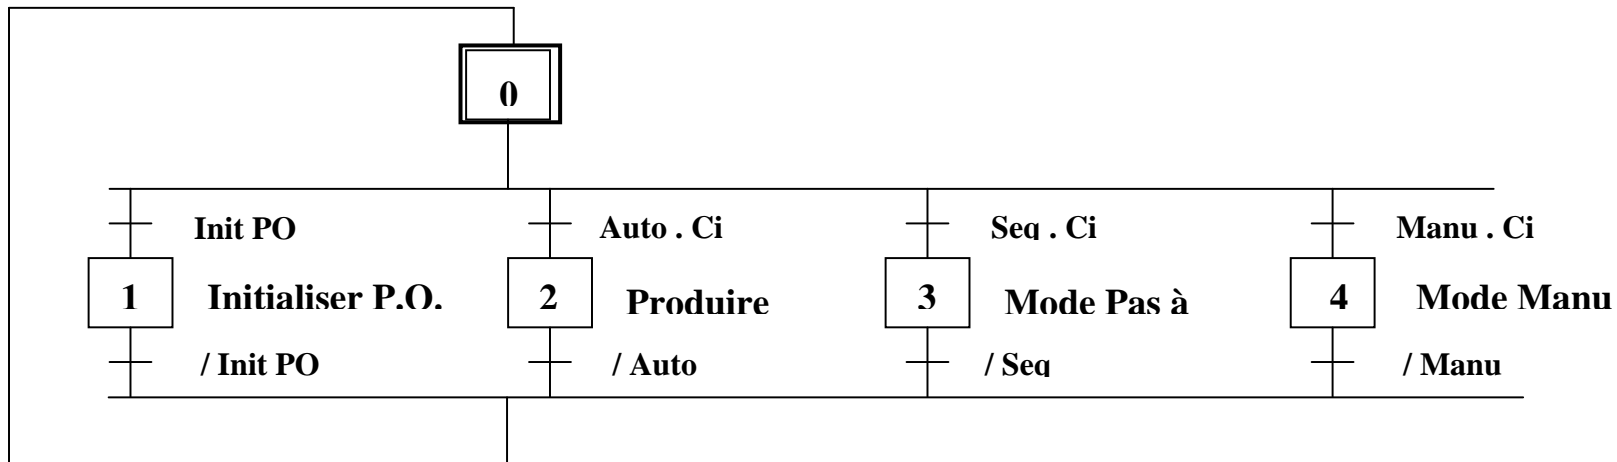 0
Init PO Auto . Ci Seq . Ci Manu . Ci
1 Initialiser P.O. 2 Produire 3 Mode Pas à 4 Mode Manu
/ Init PO / Auto / Seq / Manu